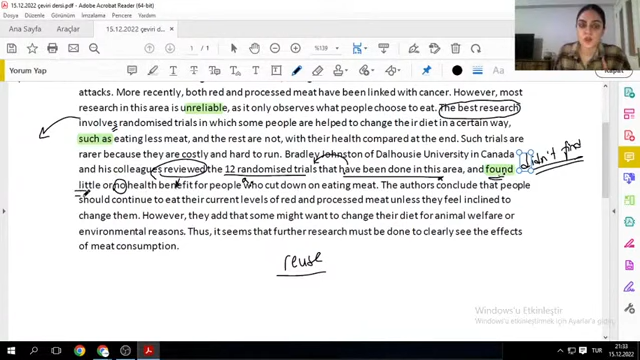 15.12.2022 çeviri dersi.pdf - Adobe Acrobat Reader (64-bit)
Dosya Düzenle Görünüm İmzala Pencere Yardım
Ana Sayfa Araçlar 15.12.2022 çeviri de... ×
1 / 1 %139
Yorum Yap
attacks. More recently, both red and processed meat have been linked with cancer. However, most
research in this area is unreliable, as it only observes what people choose to eat. The best research
involves randomised trials in which some people are helped to change their diet in a certain way,
such as eating less meat, and the rest are not, with their health compared at the end. Such trials are
rarer because they are costly and hard to run. Bradley Johnston of Dalhousie University in Canada
and his colleagues reviewed the 12 randomised trials that have been done in this area, and found
didn't find
little or no health benefit for people who cut down on eating meat. The authors conclude that people
should continue to eat their current levels of red and processed meat unless they feel inclined to
change them. However, they add that some might want to change their diet for animal welfare or
environmental reasons. Thus, it seems that further research must be done to clearly see the effects
of meat consumption.
reuse
Windows'u Etkinleştir
Windows'u etkinleştirmek için Ayarlar'a gidin.
TUR
21:33
15.12.2022